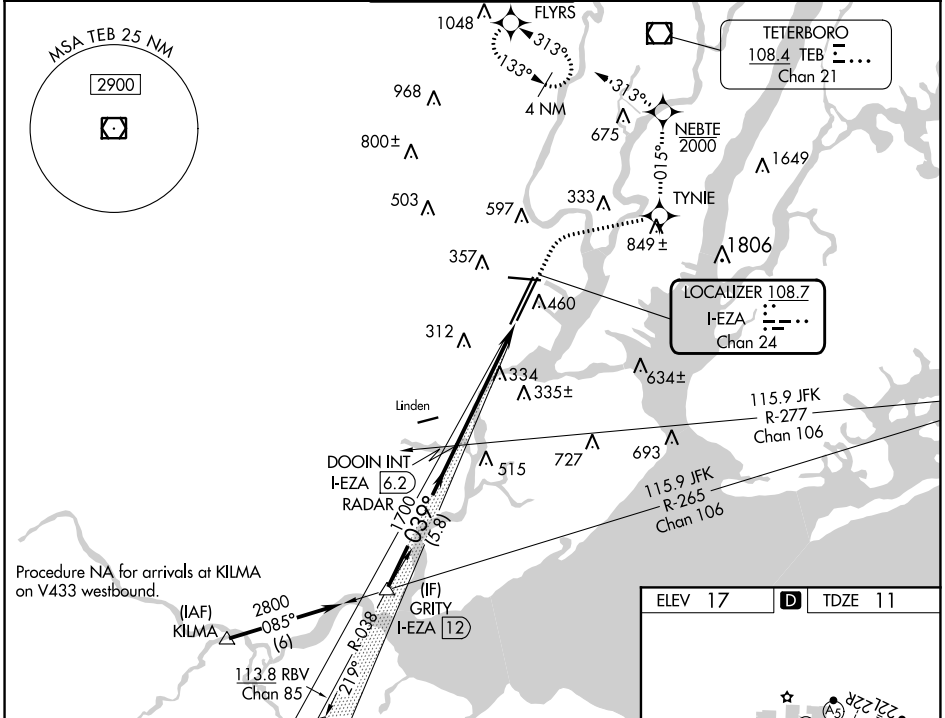 MSA TEB 25 NM
2900
1048
FLYRS
313°
133°
4 NM
313°
TETERBORO
108.4 TEB
Chan 21
968
800±
503
597
333
675
NEBTE
2000
015°
TYNIE
1649
849±
1806
357
460
LOCALIZER 108.7
I-EZA
Chan 24
312
334
335±
634±
Linden
115.9 JFK
R-277
Chan 106
DOOIN INT
I-EZA 6.2
RADAR
515
727
693
115.9 JFK
R-265
Chan 106
1700
039°
(5.8)
Procedure NA for arrivals at KILMA
on V433 westbound.
(IAF)
KILMA
2800
085°
(6)
(IF)
GRITY
I-EZA 12
113.8 RBV
Chan 85
R-038
219°
ELEV 17
D
TDZE 11
A5
22L
22R